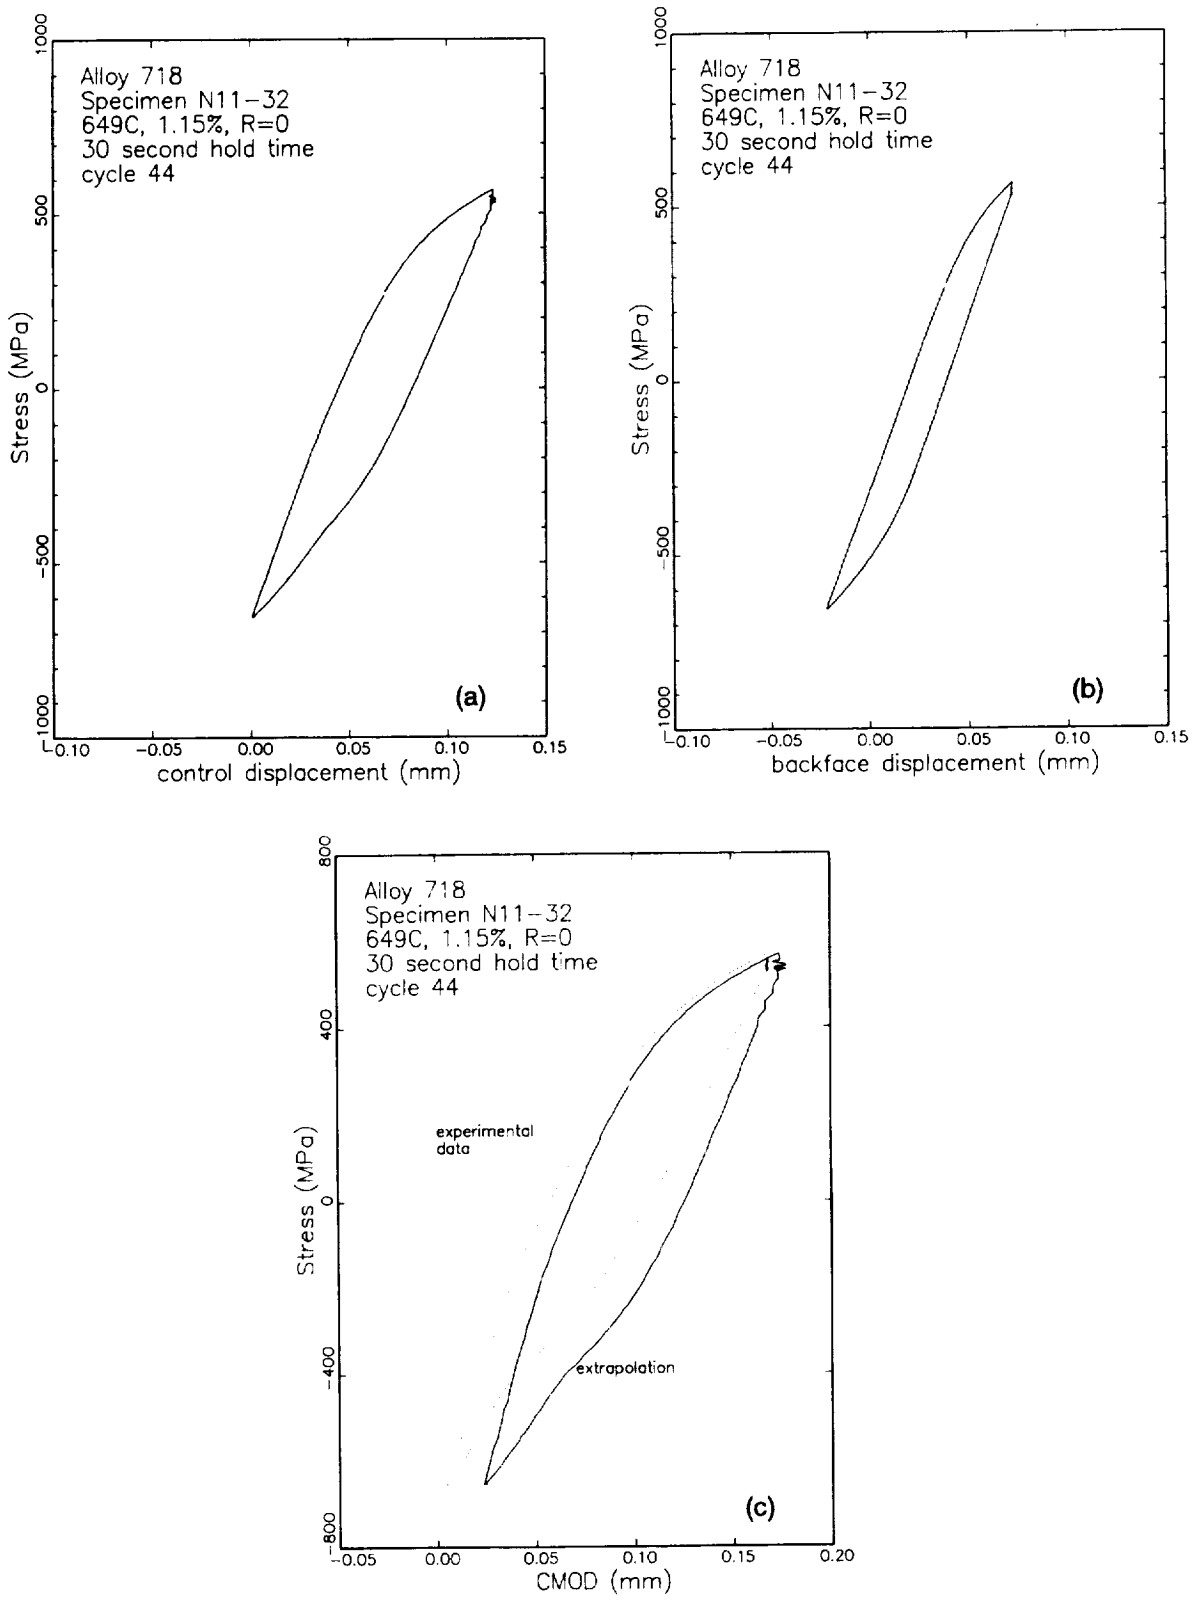 1000
500
0
-500
-1000
Stress (MPa)
Alloy 718
Specimen N11-32
649C, 1.15%, R=0
30 second hold time
cycle 44
(a)
-0.10 -0.05 0.00 0.05 0.10 0.15
control displacement (mm)
1000
500
0
-500
-1000
Stress (MPa)
Alloy 718
Specimen N11-32
649C, 1.15%, R=0
30 second hold time
cycle 44
(b)
-0.10 -0.05 0.00 0.05 0.10 0.15
backface displacement (mm)
800
400
0
-400
-800
Stress (MPa)
Alloy 718
Specimen N11-32
649C, 1.15%, R=0
30 second hold time
cycle 44
experimental
data
extrapolation
(c)
-0.05 0.00 0.05 0.10 0.15 0.20
CMOD (mm)